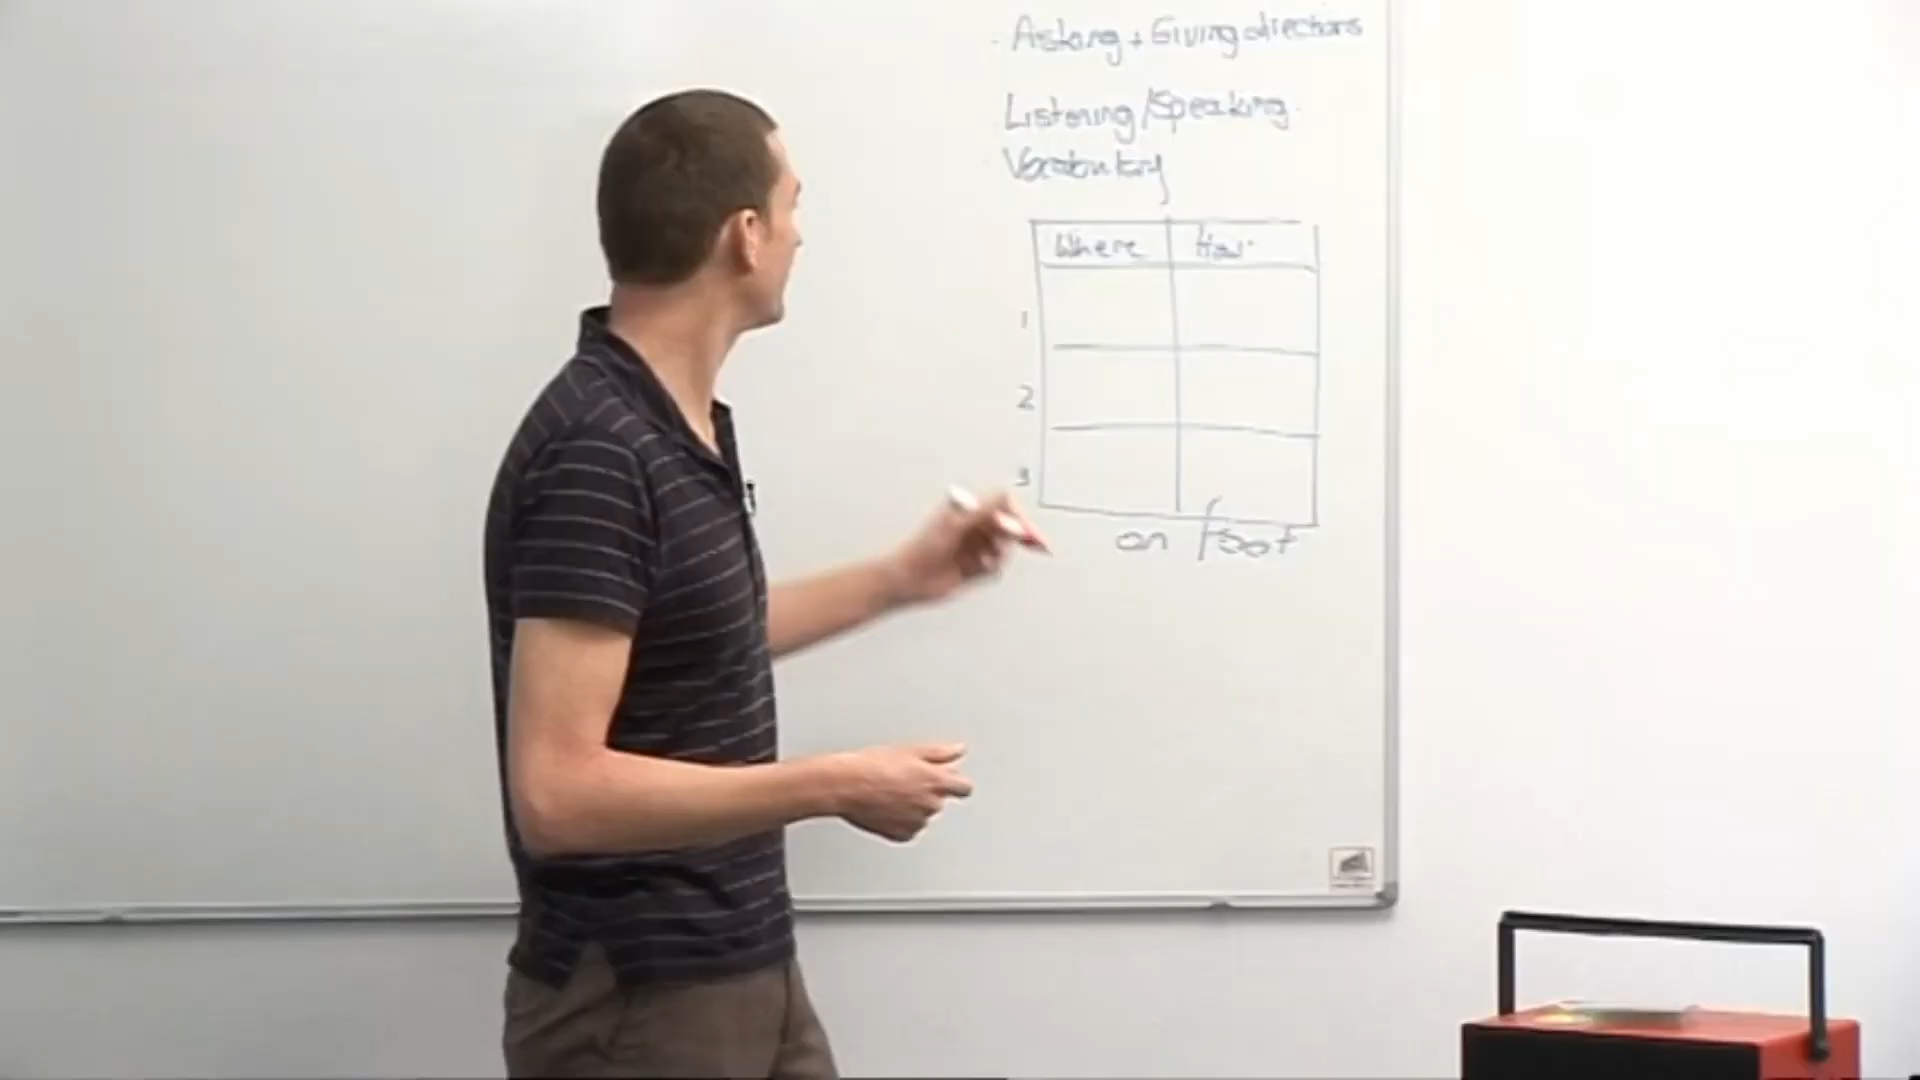 · Asking + Giving directions
Listening/Speaking.
· Vocabulary
Where How
1
2
3
on foot